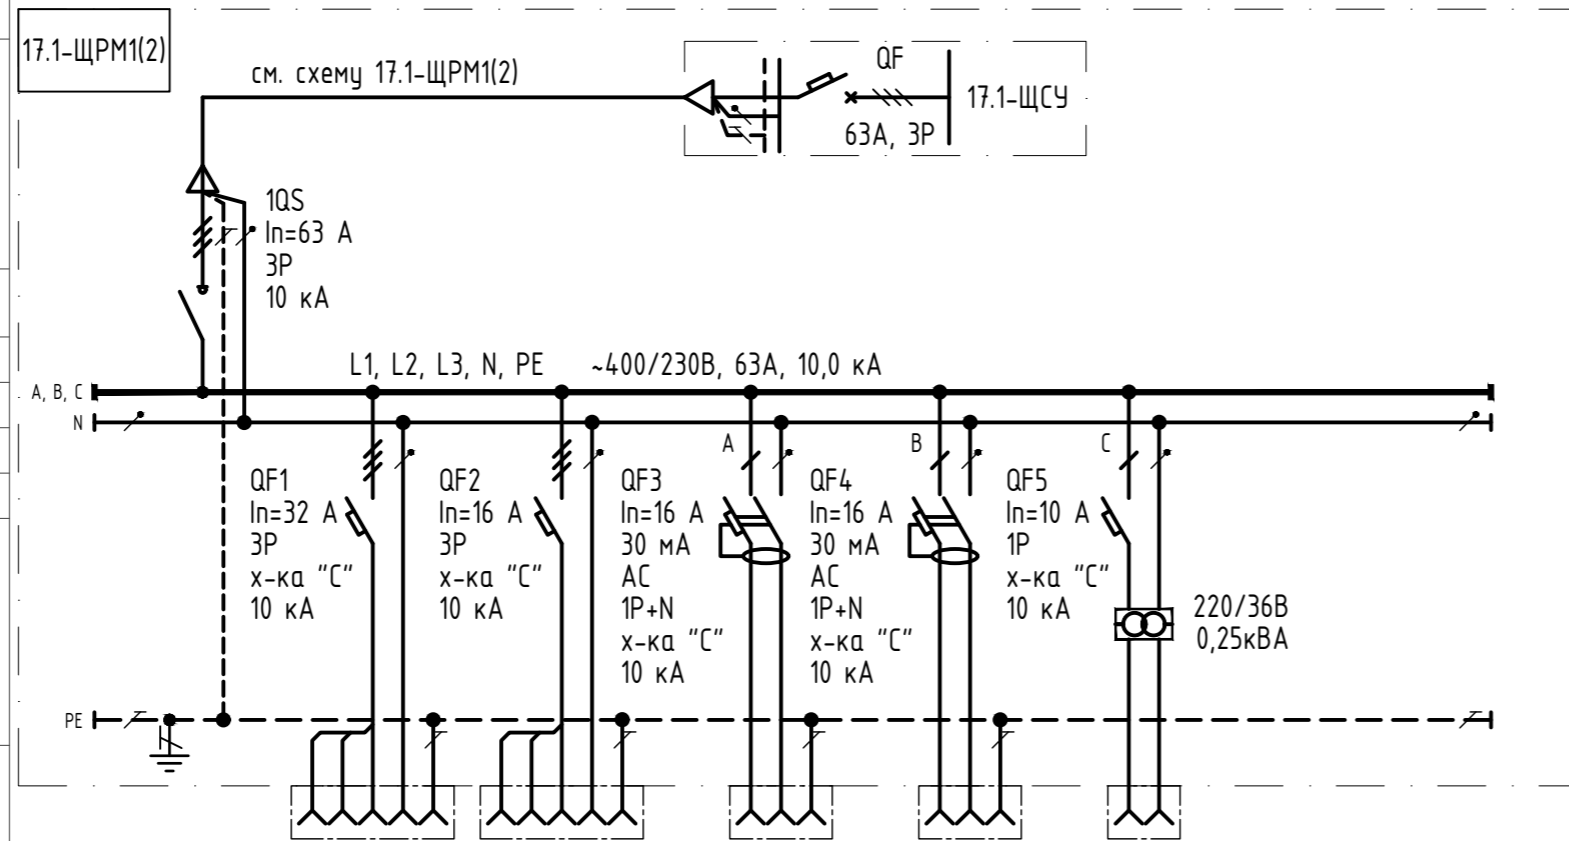 17.1-ЩРМ1(2)
см. схему 17.1-ЩРМ1(2)
QF
17.1-ЩСУ
63А, 3Р
1QS
In=63 А
3Р
10 кА
L1, L2, L3, N, PE ~400/230В, 63А, 10,0 кА
A, B, C
N
QF1
In=32 А
3Р
х-ка "С"
10 кА
QF2
In=16 А
3Р
х-ка "С"
10 кА
A
QF3
In=16 А
30 мА
АС
1Р+N
х-ка "С"
10 кА
B
QF4
In=16 А
30 мА
АС
1Р+N
х-ка "С"
10 кА
C
QF5
In=10 А
1Р
х-ка "С"
10 кА
220/36В
0,25кВА
PE